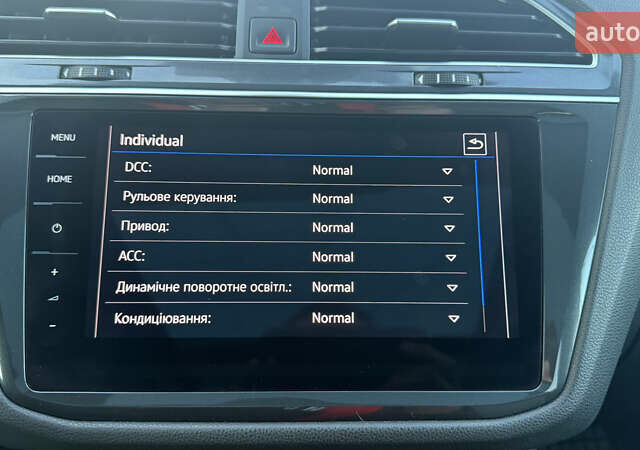 auto
MENU
Individual
DCC: Normal
HOME
Рульове керування: Normal
Привод: Normal
ACC: Normal
Динамічне поворотне освітл.: Normal
Кондиціювання: Normal